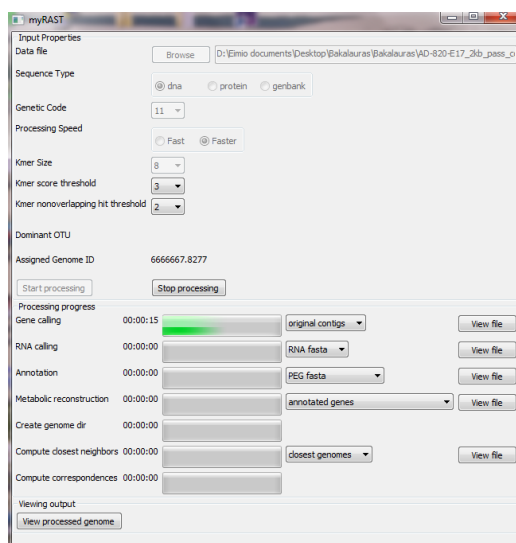 myRAST
Input Properties
Data file Browse D:\Eimio documents\Desktop\Bakalauras\Bakalauras\AD-820-E17_2kb_pass_co
Sequence Type
dna protein genbank
Genetic Code 11
Processing Speed
Fast Faster
Kmer Size 8
Kmer score threshold 3
Kmer nonoverlapping hit threshold 2
Dominant OTU
Assigned Genome ID 6666667.8277
Start processing Stop processing
Processing progress
Gene calling 00:00:15 original contigs View file
RNA calling 00:00:00 RNA fasta View file
Annotation 00:00:00 PEG fasta View file
Metabolic reconstruction 00:00:00 annotated genes View file
Create genome dir 00:00:00
Compute closest neighbors 00:00:00 closest genomes View file
Compute correspondences 00:00:00
Viewing output
View processed genome